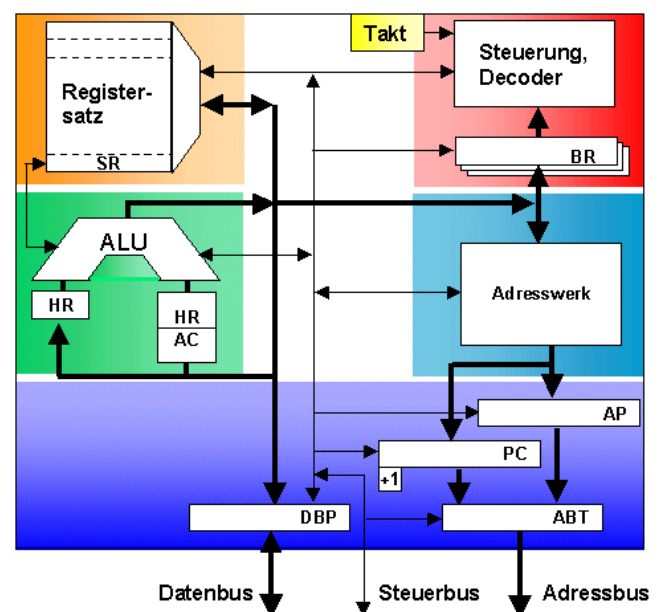 Takt
Steuerung,
Decoder
Register-
satz
SR
BR
ALU
HR
HR
AC
Adresswerk
AP
PC
+1
DBP
ABT
Datenbus
Steuerbus
Adressbus